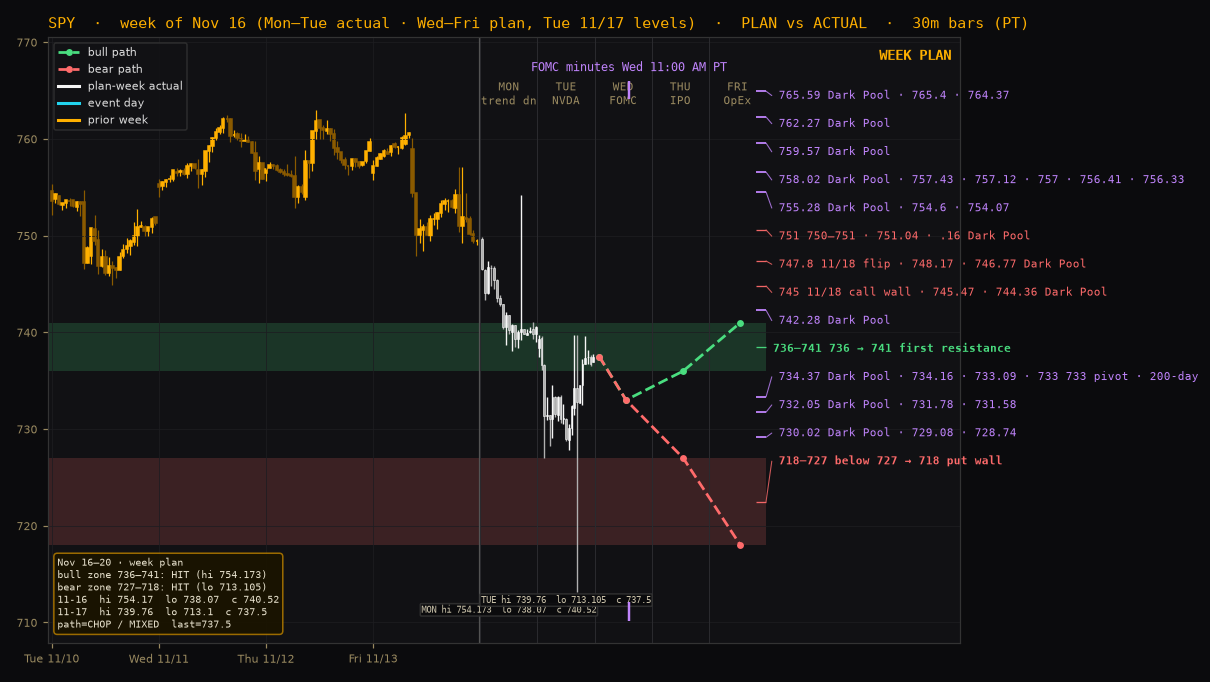 SPY · week of Nov 16 (Mon—Tue actual · Wed—Fri plan, Tue 11/17 levels) · PLAN vs ACTUAL · 30m bars (PT)
770
760
750
740
730
720
710
bull path
bear path
plan-week actual
event day
prior week
WEEK PLAN
FOMC minutes Wed 11:00 AM PT
MON TUE WED THU FRI
trend dn NVDA FOMC IPO OpEx
765.59 Dark Pool · 765.4 · 764.37
762.27 Dark Pool
759.57 Dark Pool
758.02 Dark Pool · 757.43 · 757.12 · 757 · 756.41 · 756.33
755.28 Dark Pool · 754.6 · 754.07
751 750—751 · 751.04 · .16 Dark Pool
747.8 11/18 flip · 748.17 · 746.77 Dark Pool
745 11/18 call wall · 745.47 · 744.36 Dark Pool
742.28 Dark Pool
736—741 736 → 741 first resistance
734.37 Dark Pool · 734.16 · 733.09 · 733 733 pivot · 200-day
732.05 Dark Pool · 731.78 · 731.58
730.02 Dark Pool · 729.08 · 728.74
718—727 below 727 → 718 put wall
Nov 16—20 · week plan
bull zone 736—741: HIT (hi 754.173)
bear zone 727—718: HIT (lo 713.105)
11-16 hi 754.17 lo 738.07 c 740.52
11-17 hi 739.76 lo 713.1 c 737.5
path=CHOP / MIXED last=737.5
TUE hi 739.76 lo 713.105 c 737.5
MON hi 754.173 lo 738.07 c 740.52
Tue 11/10
Wed 11/11
Thu 11/12
Fri 11/13